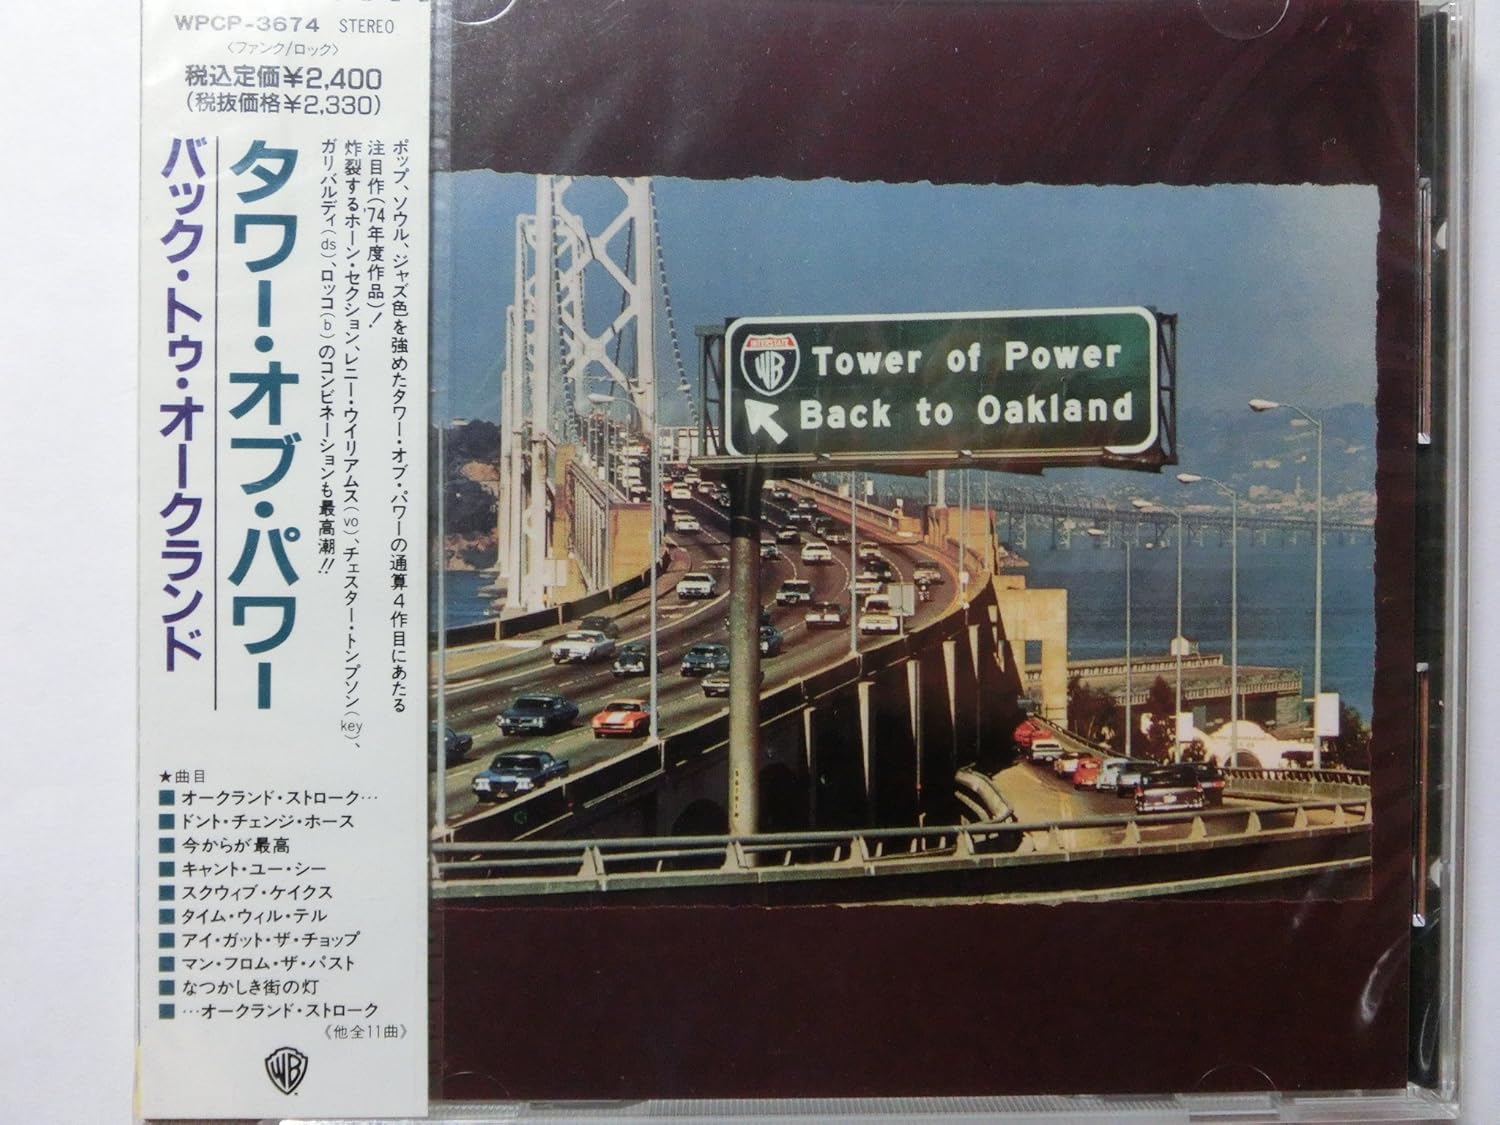 WPCP-3674 STEREO
〈ファンク/ロック〉
税込定価¥2,400
(税抜価格¥2,330)
タワー・オブ・パワー
バック・トゥ・オークランド
ポップ、ソウル、ジャズ色を強めたタワー・オブ・パワーの通算4作目にあたる
注目作('74年度作品)!
炸裂するホーン・セクション、レニー・ウイリアムス(vo)、チェスター・トンプソン(key)、
ガリバルディ(ds)、ロッコ(b)のコンビネーションも最高潮!!
★曲目
■オークランド・ストローク…
■ドント・チェンジ・ホース
■今からが最高
■キャント・ユー・シー
■スクウィブ・ケイクス
■タイム・ウィル・テル
■アイ・ガット・ザ・チョップ
■マン・フロム・ザ・パスト
■なつかしき街の灯
■…オークランド・ストローク
《他全11曲》
WB
INTERSTATE
WB
Tower of Power
Back to Oakland